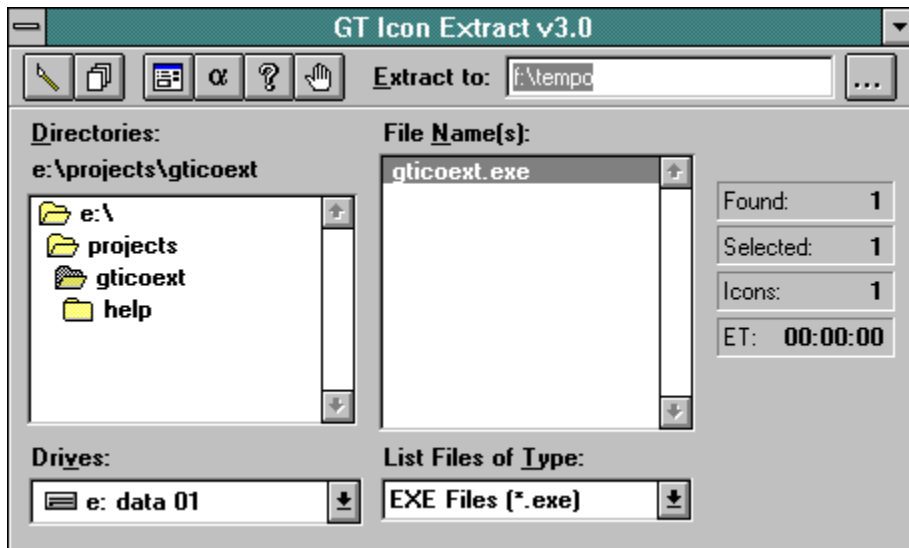 GT Icon Extract v3.0
α ? Extract to: f:\tempo ...
Directories:
e:\projects\gticoext
e:\
projects
gticoext
help
File Name(s):
gticoext.exe
Found: 1
Selected: 1
Icons: 1
ET: 00:00:00
Drives:
e: data 01
List Files of Type:
EXE Files (*.exe)